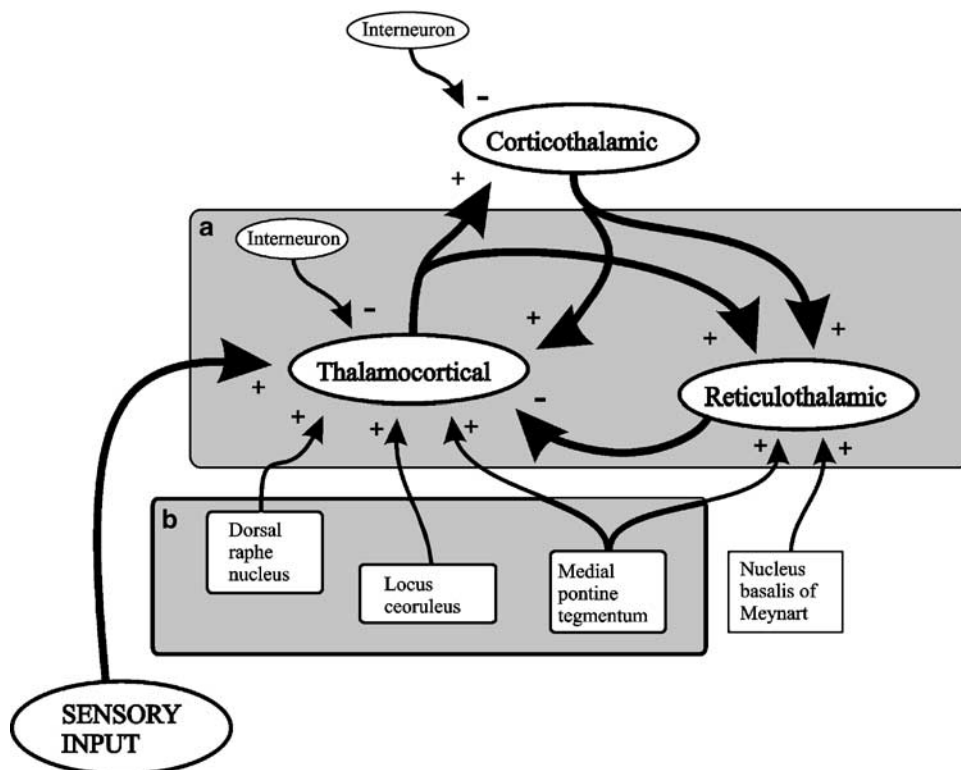 Interneuron
-
Corticothalamic
+
a
Interneuron
-
+
+
+
Thalamocortical
+
-
Reticulothalamic
+
+
+
+
+
b
Dorsal
raphe
nucleus
Locus
ceoruleus
Medial
pontine
tegmentum
Nucleus
basalis of
Meynart
SENSORY
INPUT